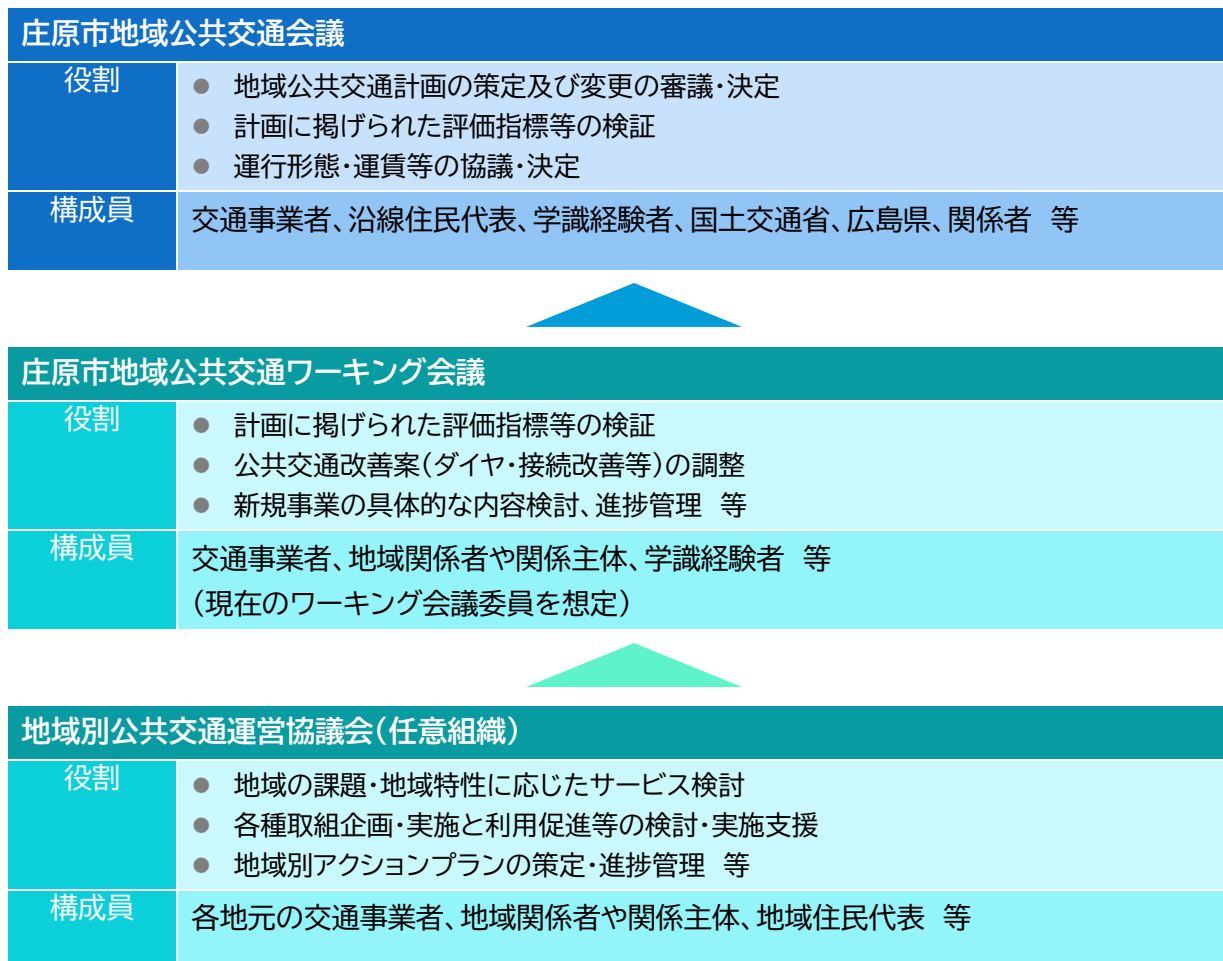 庄原市地域公共交通会議
役割
● 地域公共交通計画の策定及び変更の審議・決定
● 計画に掲げられた評価指標等の検証
● 運行形態・運賃等の協議・決定
構成員
交通事業者、沿線住民代表、学識経験者、国土交通省、広島県、関係者　等
庄原市地域公共交通ワーキング会議
役割
● 計画に掲げられた評価指標等の検証
● 公共交通改善案（ダイヤ・接続改善等）の調整
● 新規事業の具体的な内容検討、進捗管理　等
構成員
交通事業者、地域関係者や関係主体、学識経験者　等
（現在のワーキング会議委員を想定）
地域別公共交通運営協議会（任意組織）
役割
● 地域の課題・地域特性に応じたサービス検討
● 各種取組企画・実施と利用促進等の検討・実施支援
● 地域別アクションプランの策定・進捗管理　等
構成員
各地元の交通事業者、地域関係者や関係主体、地域住民代表　等